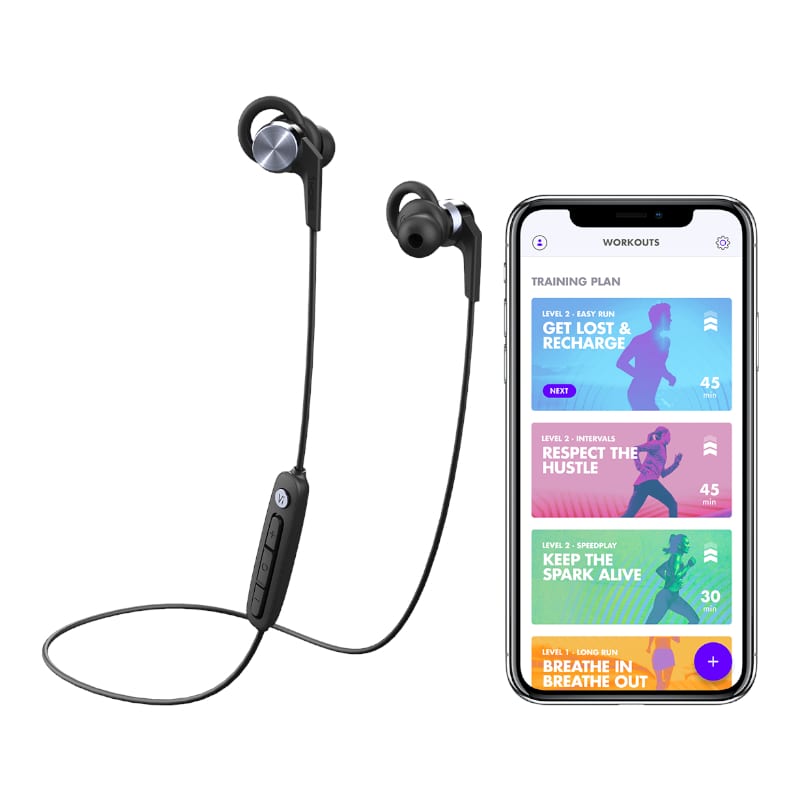 WORKOUTS
TRAINING PLAN
LEVEL 2 - EASY RUN
GET LOST &
RECHARGE
NEXT
45
min
LEVEL 2 - INTERVALS
RESPECT THE
HUSTLE
45
min
LEVEL 2 - SPEEDPLAY
KEEP THE
SPARK ALIVE
30
min
LEVEL 1 - LONG RUN
BREATHE IN
BREATHE OUT
+
Vi
+